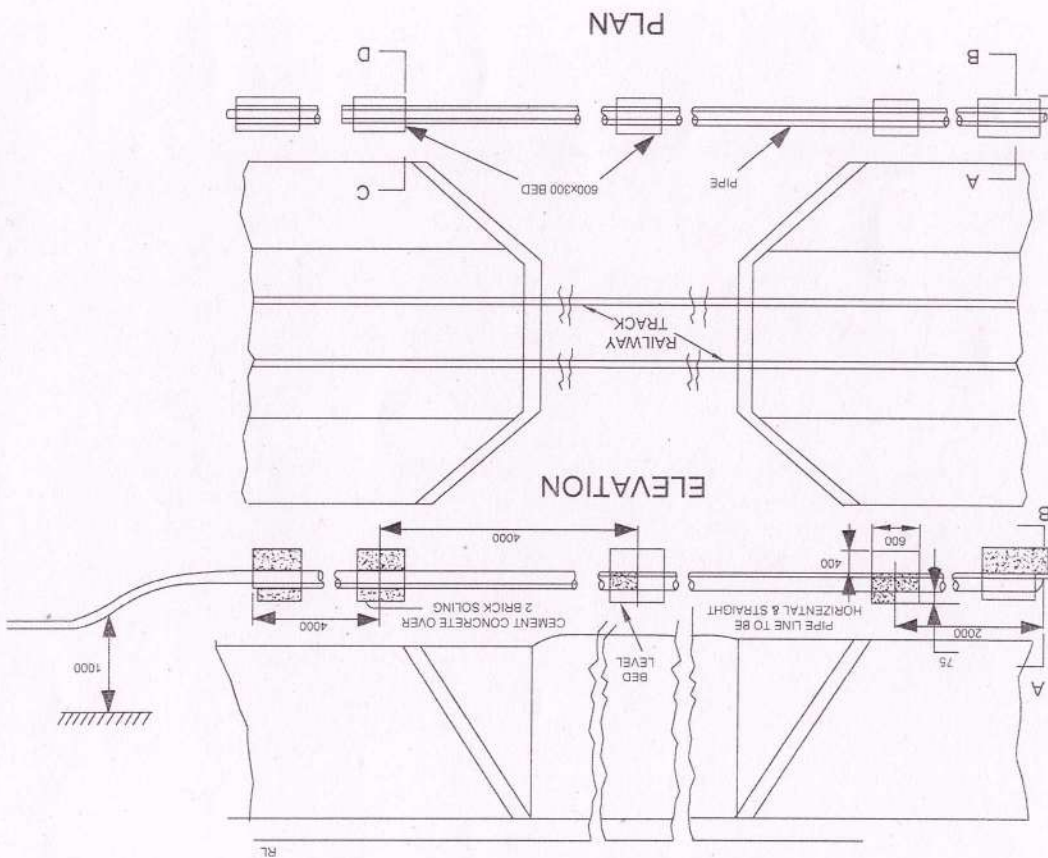 RL
A
1000
75
BED
LEVEL
2000
PIPE LINE TO BE
HORIZENTAL & STRAIGHT
CEMENT CONCRETE OVER
2 BRICK SOLING
4000
400
600
4000
B
ELEVATION
RAILWAY
TRACK
A
PIPE
600x300 BED
C
B
D
PLAN